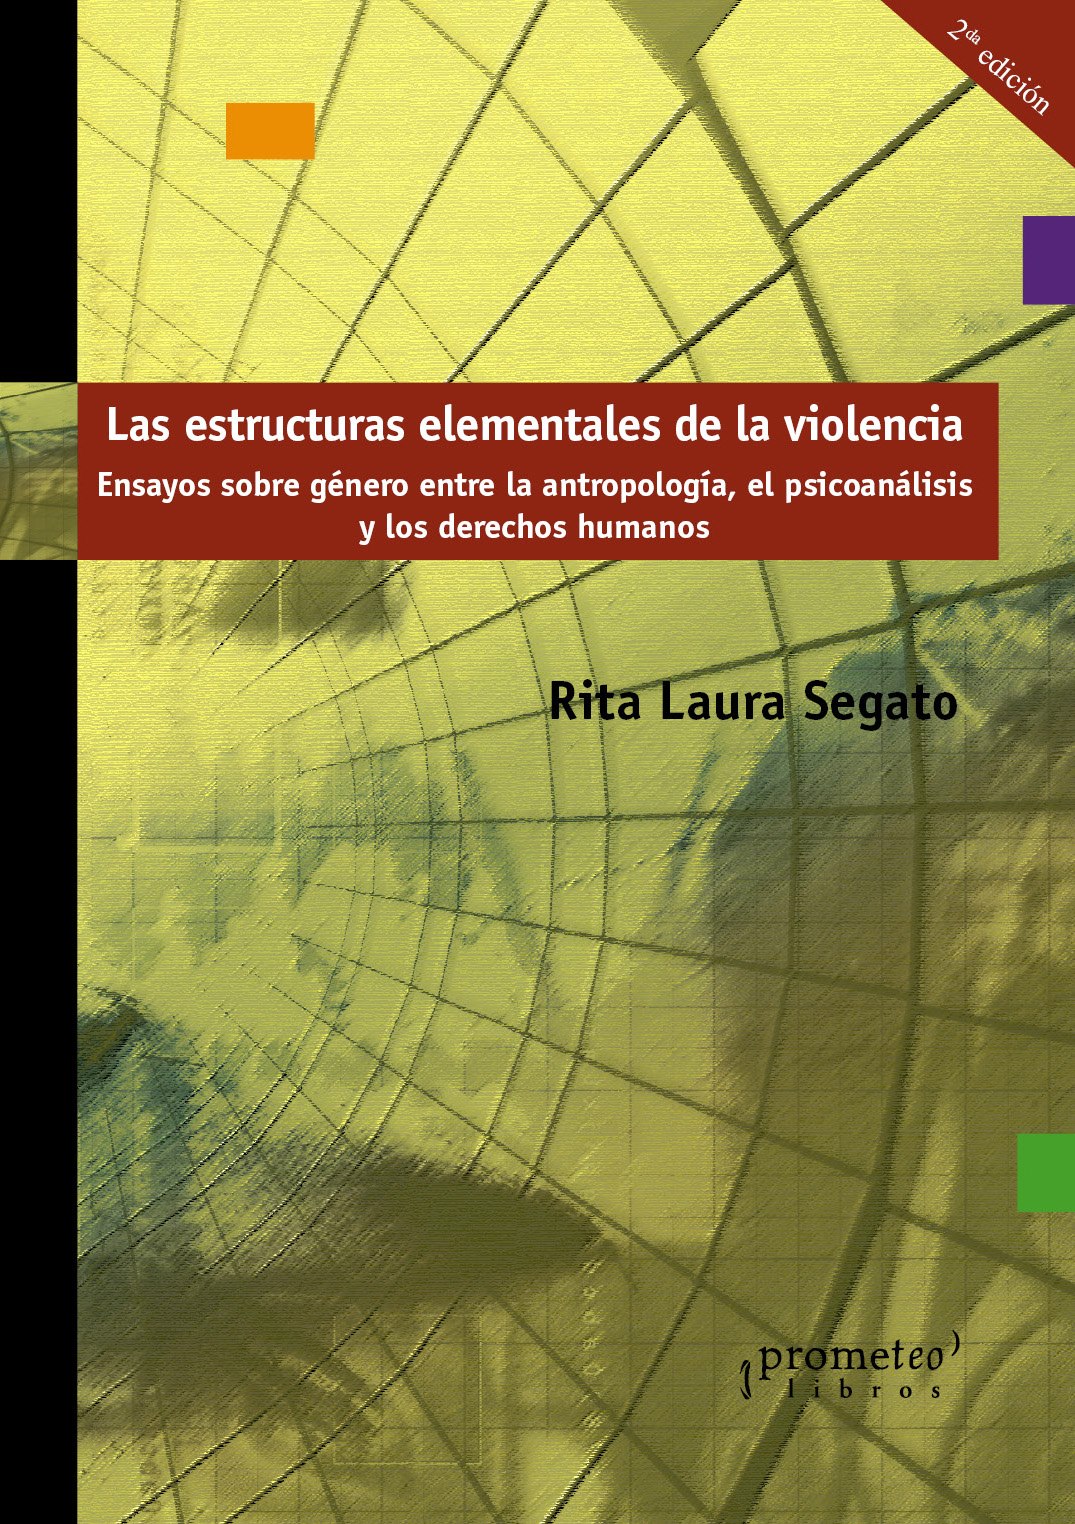 2da edición
Las estructuras elementales de la violencia
Ensayos sobre género entre la antropología, el psicoanálisis
y los derechos humanos
Rita Laura Segato
prometeo
libros